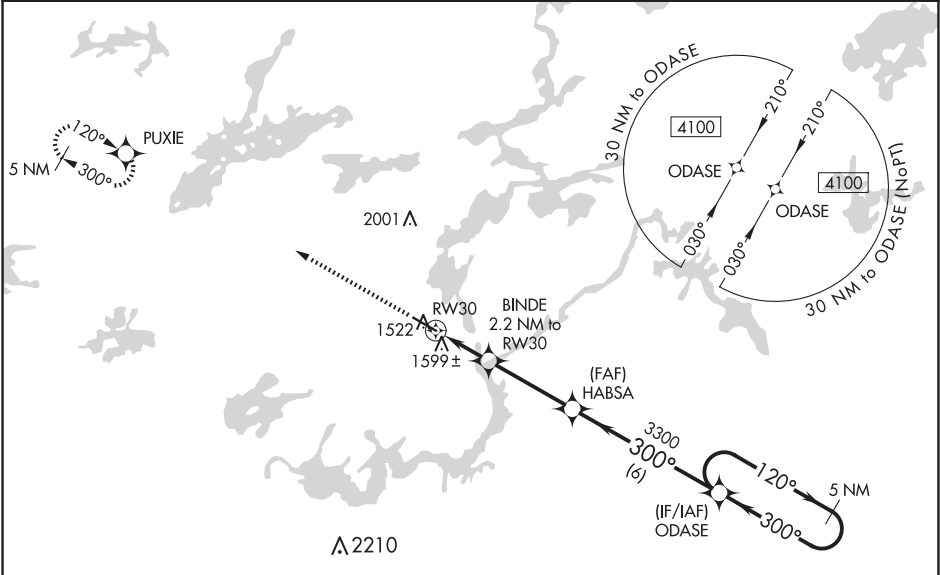 30 NM to ODASE
210°
4100
ODASE
030°
210°
4100
ODASE
030°
30 NM to ODASE (NoPT)
120°
PUXIE
5 NM
300°
2001
RW30
1522
1599 ±
BINDE
2.2 NM to
RW30
(FAF)
HABSA
3300
300°
(6)
120°
5 NM
300°
(IF/IAF)
ODASE
2210